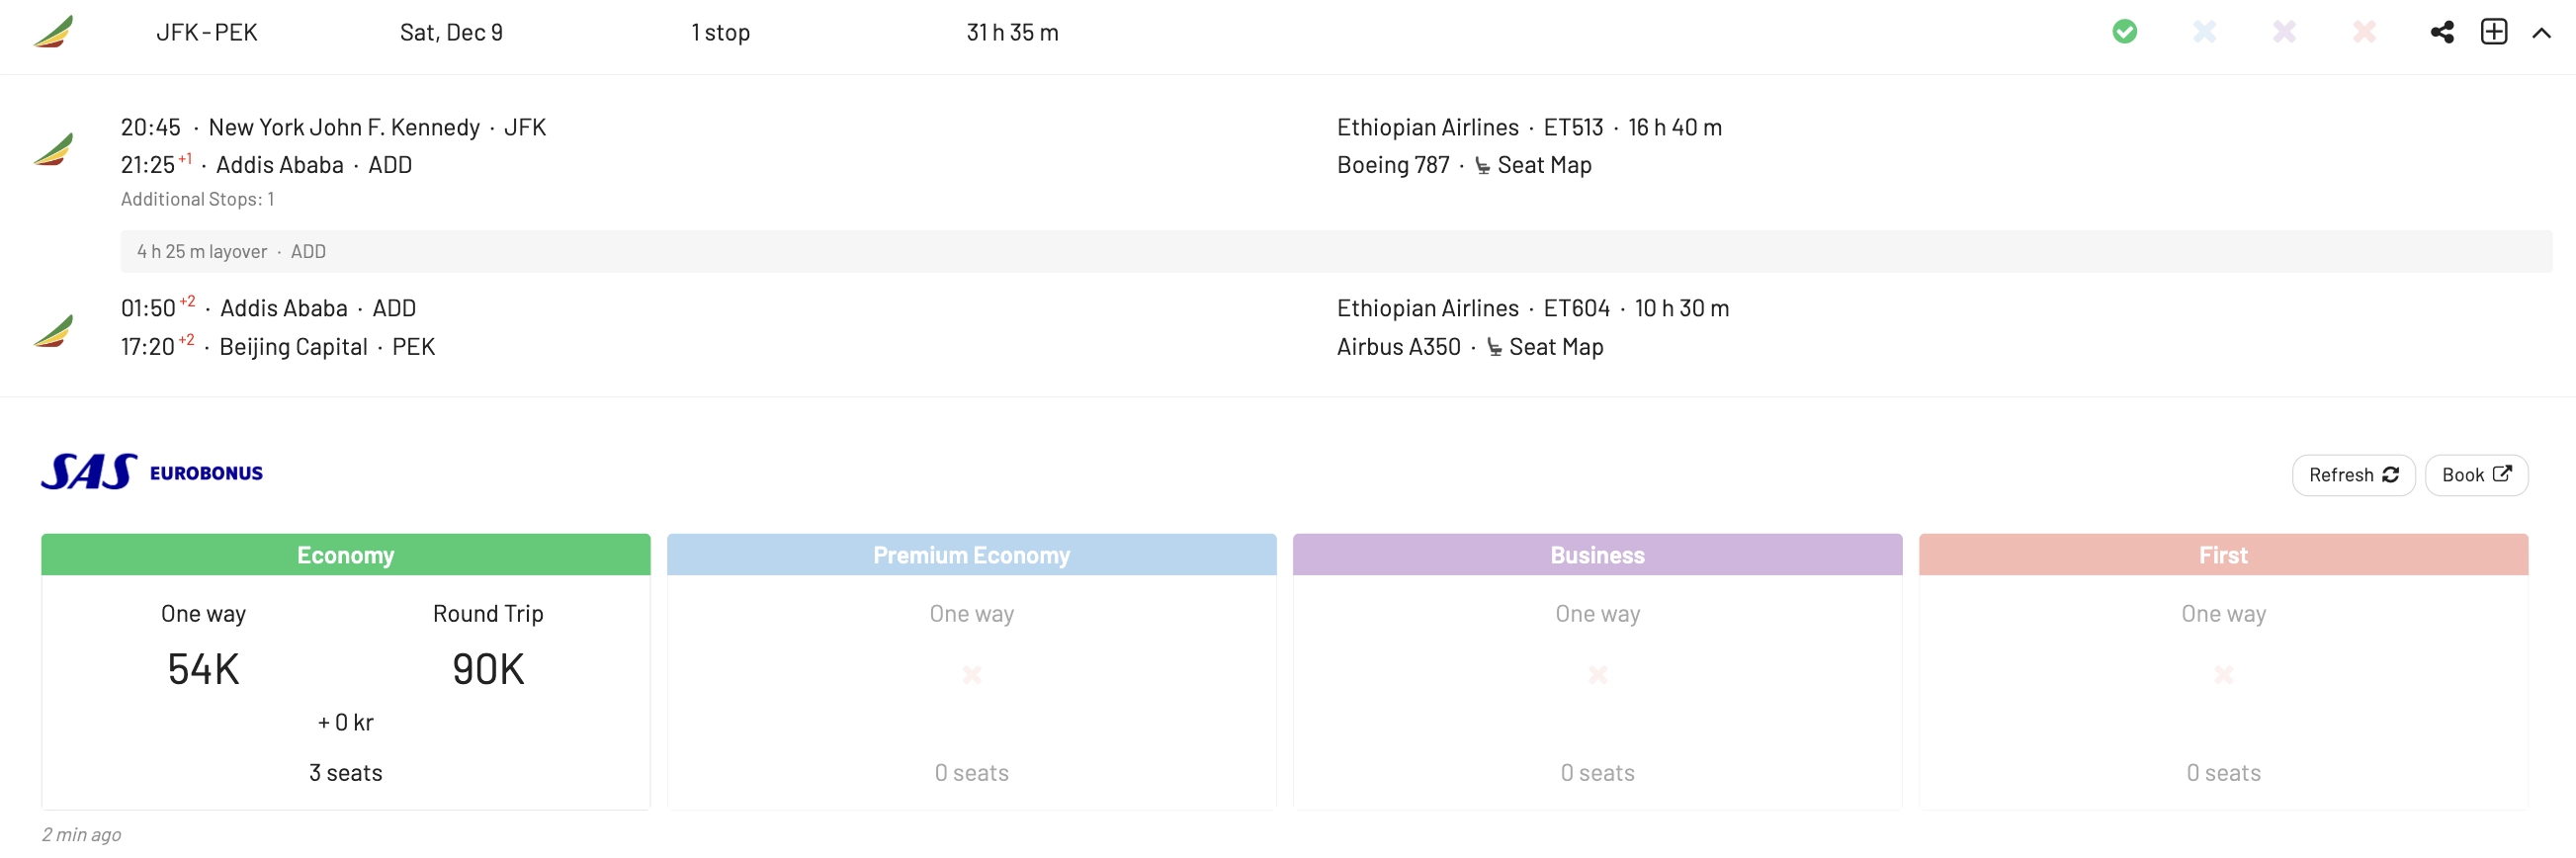 JFK - PEK Sat, Dec 9 1 stop 31 h 35 m
20:45 · New York John F. Kennedy · JFK Ethiopian Airlines · ET513 · 16 h 40 m
21:25 +1 · Addis Ababa · ADD Boeing 787 · Seat Map
Additional Stops: 1
4 h 25 m layover · ADD
01:50 +2 · Addis Ababa · ADD Ethiopian Airlines · ET604 · 10 h 30 m
17:20 +2 · Beijing Capital · PEK Airbus A350 · Seat Map
SAS EUROBONUS Refresh Book
Economy Premium Economy Business First
One way Round Trip One way One way One way
54K 90K
+ 0 kr
3 seats 0 seats 0 seats 0 seats
2 min ago